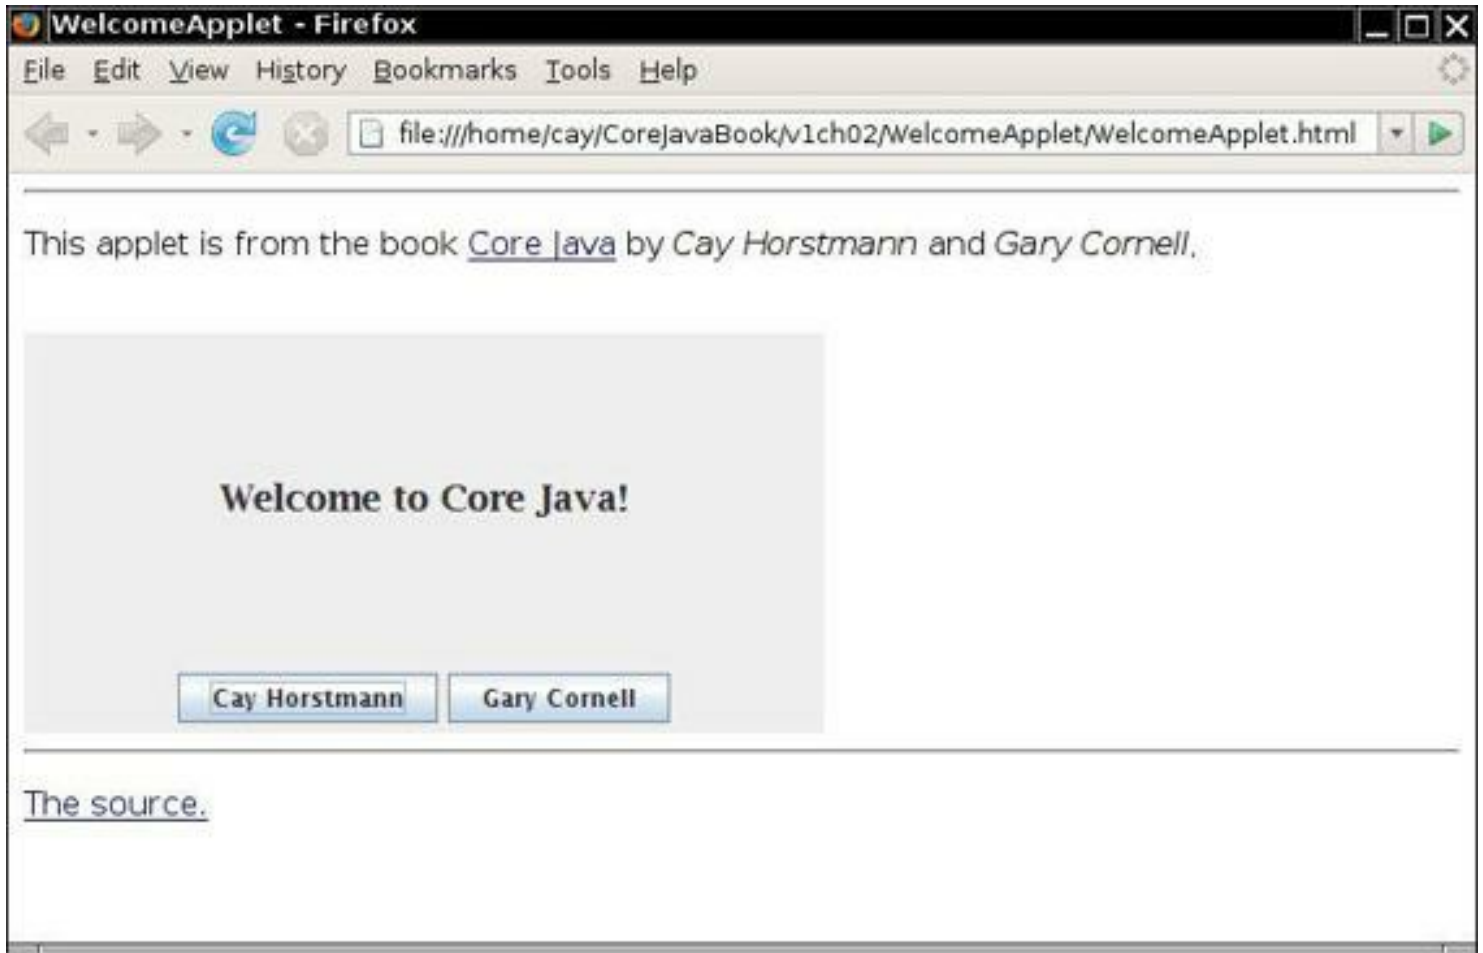 WelcomeApplet - Firefox
File Edit View History Bookmarks Tools Help
file:///home/cay/CoreJavaBook/v1ch02/WelcomeApplet/WelcomeApplet.html
This applet is from the book Core Java by Cay Horstmann and Gary Cornell.
Welcome to Core Java!
Cay Horstmann Gary Cornell
The source.